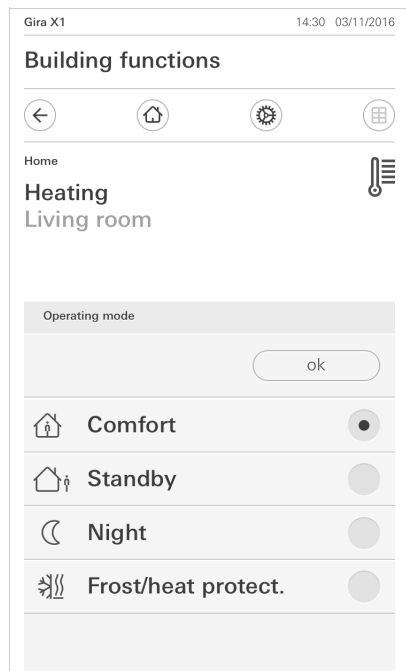 Gira X1 14:30 03/11/2016
Building functions
Home
Heating
Living room
Operating mode
ok
Comfort
Standby
Night
Frost/heat protect.